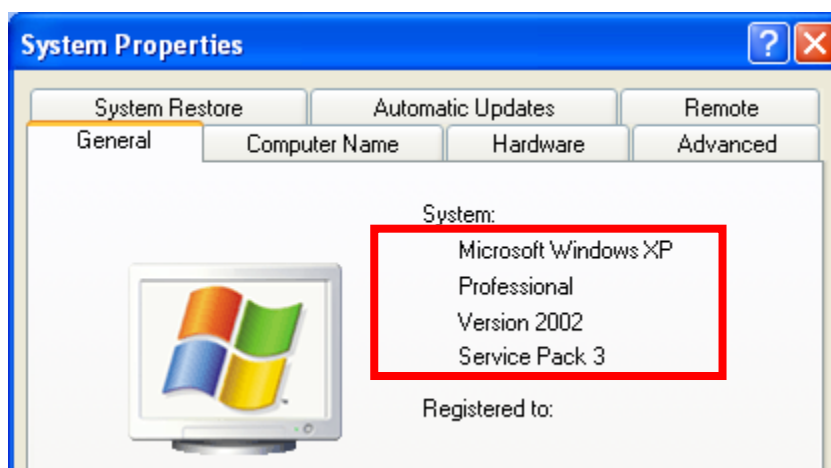 System Properties
System Restore Automatic Updates Remote
General Computer Name Hardware Advanced
System:
Microsoft Windows XP
Professional
Version 2002
Service Pack 3
Registered to: